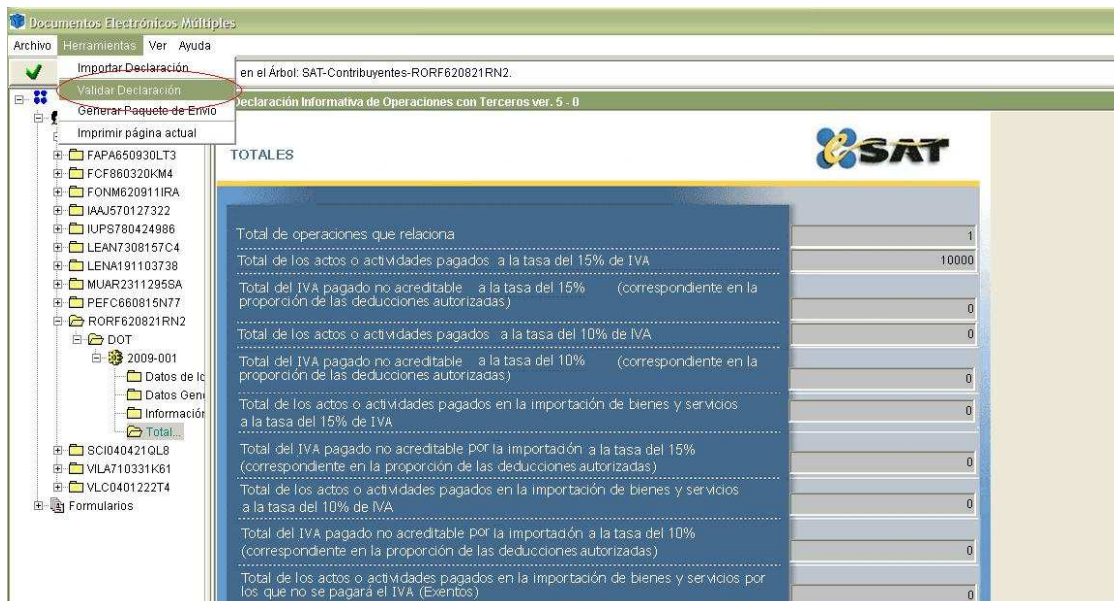 Documentos Electrónicos Múltiples
Archivo Herramientas Ver Ayuda
Importar Declaración
Validar Declaración
Generar Paquete de Envío
Imprimir página actual
en el Árbol: SAT-Contribuyentes-RORF620821RN2.
Declaración Informativa de Operaciones con Terceros ver. 5 - 0
FAPA650930LT3
FCF860320KM4
FONM620911IRA
IAAJ570127322
IUPS780424986
LEAN7308157C4
LENA191103738
MUAR2311295SA
PEFC660815N77
RORF620821RN2
DOT
2009-001
Datos de lo
Datos Gene
Información
Total...
SCI040421QL8
VILA710331K61
VLC0401222T4
Formularios
TOTALES
eSAT
Total de operaciones que relaciona 1
Total de los actos o actividades pagados a la tasa del 15% de IVA 10000
Total del IVA pagado no acreditable a la tasa del 15% (correspondiente en la
proporción de las deducciones autorizadas) 0
Total de los actos o actividades pagados a la tasa del 10% de IVA 0
Total del IVA pagado no acreditable a la tasa del 10% (correspondiente en la
proporción de las deducciones autorizadas) 0
Total de los actos o actividades pagados en la importación de bienes y servicios
a la tasa del 15% de IVA 0
Total del IVA pagado no acreditable por la importación a la tasa del 15%
(correspondiente en la proporción de las deducciones autorizadas) 0
Total de los actos o actividades pagados en la importación de bienes y servicios
a la tasa del 10% de IVA 0
Total del IVA pagado no acreditable por la importación a la tasa del 10%
(correspondiente en la proporción de las deducciones autorizadas) 0
Total de los actos o actividades pagados en la importación de bienes y servicios por
los que no se pagará el IVA (Exentos) 0